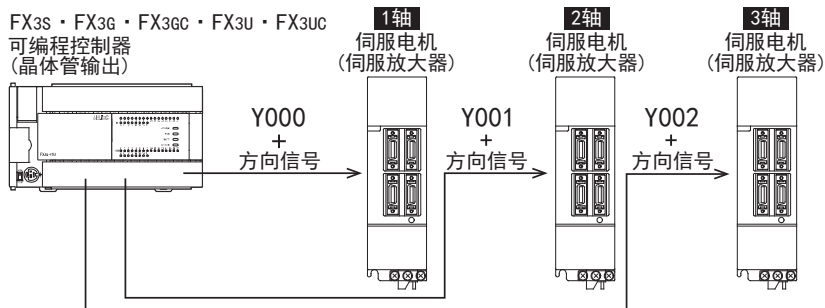 FX3S・FX3G・FX3GC・FX3U・FX3UC
可编程控制器
(晶体管输出)
1轴
伺服电机
(伺服放大器)
2轴
伺服电机
(伺服放大器)
3轴
伺服电机
(伺服放大器)
Y000
+
方向信号
Y001
+
方向信号
Y002
+
方向信号